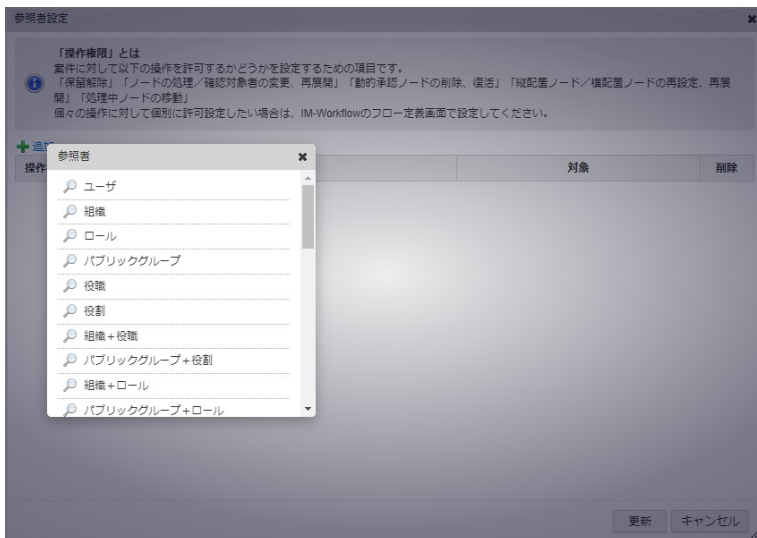 参照者設定
「操作権限」とは
案件に対して以下の操作を許可するかどうかを設定するための項目です。
「保留解除」「ノードの処理／確認対象者の変更、再展開」「動的承認ノードの削除、復活」「縦配置ノード／横配置ノードの再設定、再展
開」「処理中ノードの移動」
個々の操作に対して個別に許可設定したい場合は、IM-Workflowのフロー定義画面で設定してください。
追加
操作
対象
削除
参照者
ユーザ
組織
ロール
パブリックグループ
役職
役割
組織+役職
パブリックグループ+役割
組織+ロール
パブリックグループ+ロール
更新
キャンセル